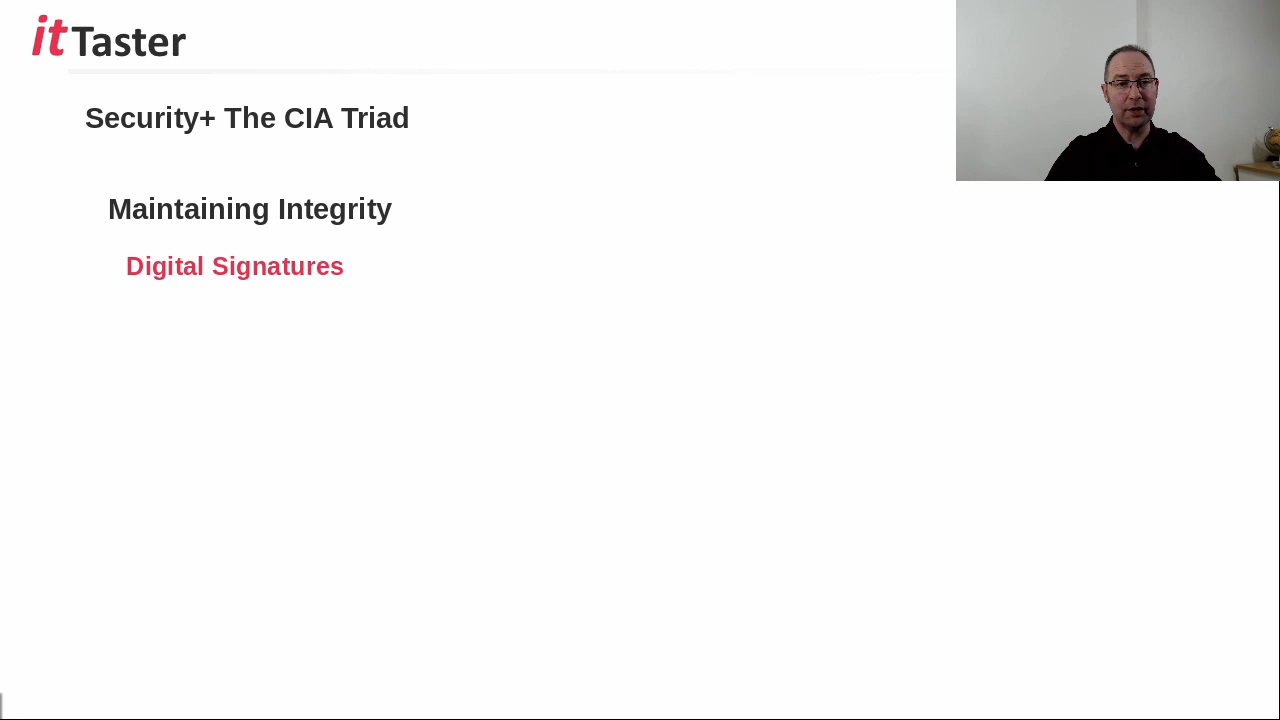 itTaster
Security+ The CIA Triad
Maintaining Integrity
Digital Signatures